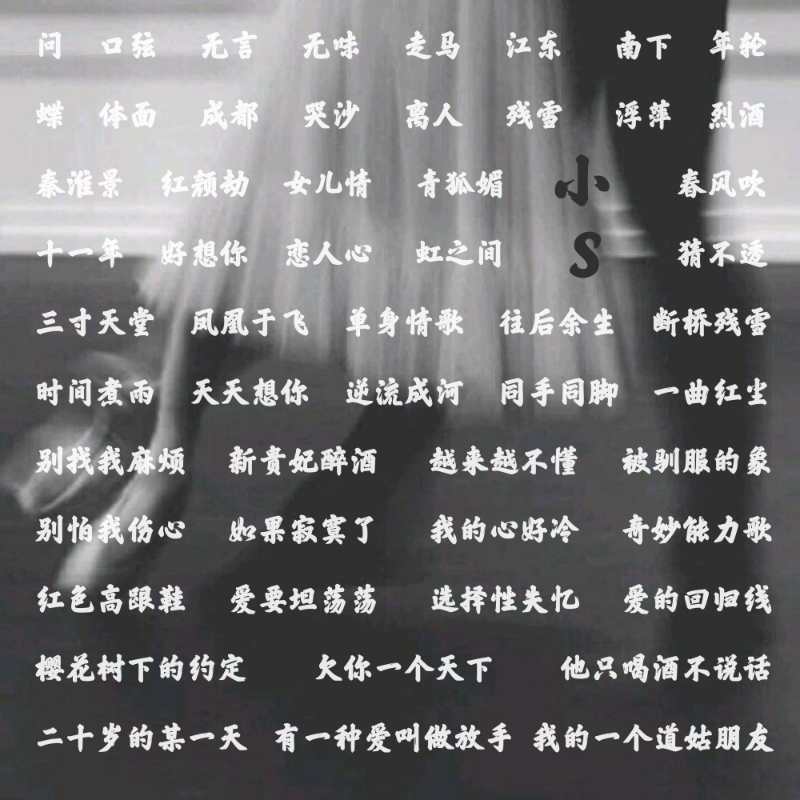 问 口弦 无言 无味 走马 江东 南下 年轮
蝶 体面 成都 哭沙 离人 残雪 浮萍 烈酒
秦淮景 红颜劫 女儿情 青狐媚 春风吹
小
十一年 好想你 恋人心 虹之间 猜不透
S
三寸天堂 凤凰于飞 单身情歌 往后余生 断桥残雪
时间煮雨 天天想你 逆流成河 同手同脚 一曲红尘
别找我麻烦 新贵妃醉酒 越来越不懂 被驯服的象
别怕我伤心 如果寂寞了 我的心好冷 奇妙能力歌
红色高跟鞋 爱要坦荡荡 选择性失忆 爱的回归线
樱花树下的约定 欠你一个天下 他只喝酒不说话
二十岁的某一天 有一种爱叫做放手 我的一个道姑朋友